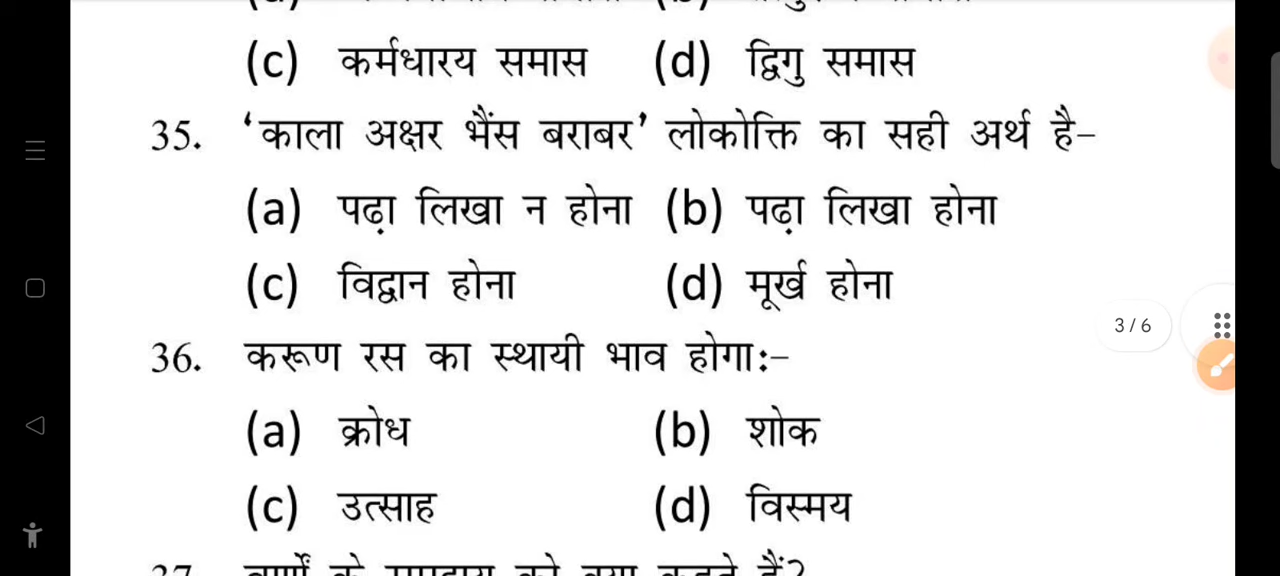 (c) कर्मधारय समास (d) द्विगु समास
35. ‘काला अक्षर भैंस बराबर’ लोकोक्ति का सही अर्थ है–
(a) पढ़ा लिखा न होना (b) पढ़ा लिखा होना
(c) विद्वान होना (d) मूर्ख होना
3 / 6
36. करूण रस का स्थायी भाव होगा:–
(a) क्रोध (b) शोक
(c) उत्साह (d) विस्मय